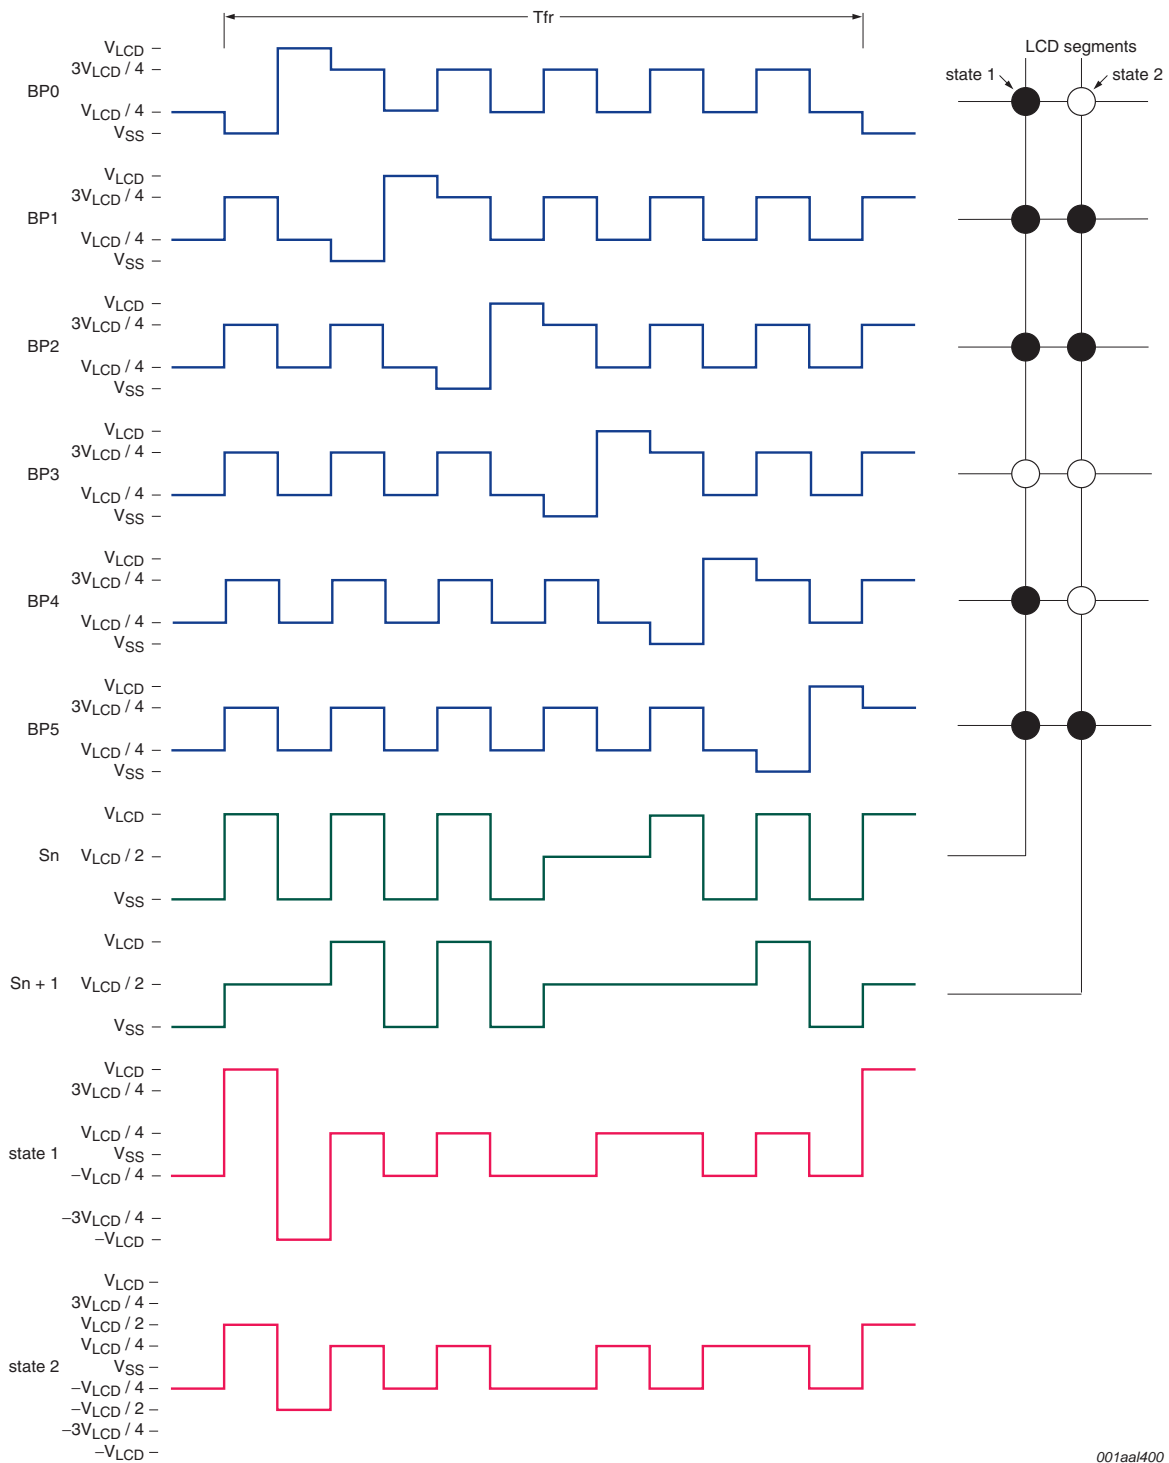 Tfr
LCD segments
state 1
state 2
BP0
VLCD
3VLCD / 4
VLCD / 4
VSS
BP1
VLCD
3VLCD / 4
VLCD / 4
VSS
BP2
VLCD
3VLCD / 4
VLCD / 4
VSS
BP3
VLCD
3VLCD / 4
VLCD / 4
VSS
BP4
VLCD
3VLCD / 4
VLCD / 4
VSS
BP5
VLCD
3VLCD / 4
VLCD / 4
VSS
Sn
VLCD
VLCD / 2
VSS
Sn + 1
VLCD
VLCD / 2
VSS
state 1
VLCD
3VLCD / 4
VLCD / 4
VSS
−VLCD / 4
−3VLCD / 4
−VLCD
state 2
VLCD
3VLCD / 4
VLCD / 2
VLCD / 4
VSS
−VLCD / 4
−VLCD / 2
−3VLCD / 4
−VLCD
001aal400